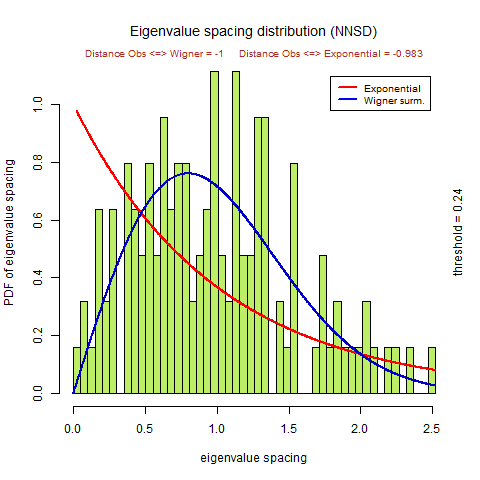 Eigenvalue spacing distribution (NNSD)
Distance Obs <=> Wigner = -1 Distance Obs <=> Exponential = -0.983
Exponential
Wigner surm.
PDF of eigenvalue spacing
0.0
0.2
0.4
0.6
0.8
1.0
threshold = 0.24
0.0 0.5 1.0 1.5 2.0 2.5
eigenvalue spacing